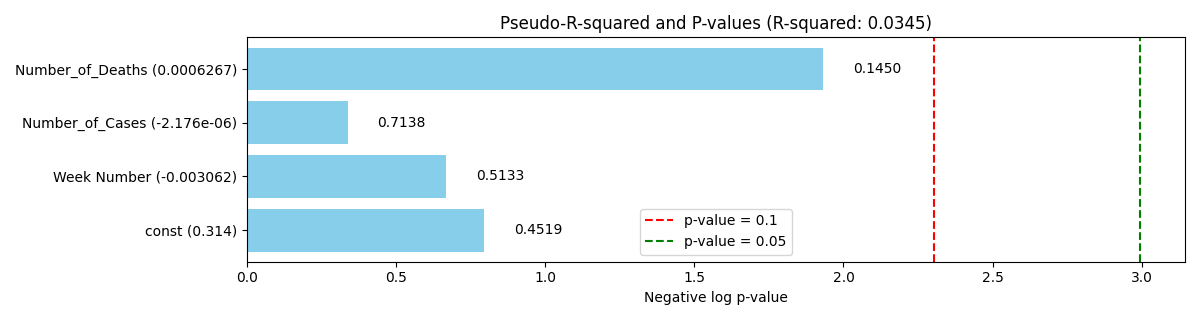 Pseudo-R-squared and P-values (R-squared: 0.0345)
Number_of_Deaths (0.0006267)
0.1450
Number_of_Cases (-2.176e-06)
0.7138
Week Number (-0.003062)
0.5133
const (0.314)
0.4519
p-value = 0.1
p-value = 0.05
0.0 0.5 1.0 1.5 2.0 2.5 3.0
Negative log p-value